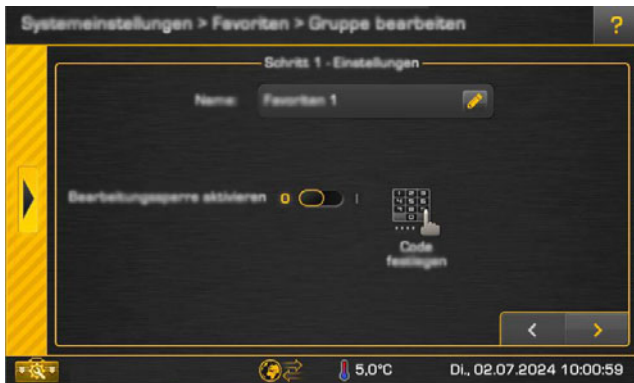 Systemeinstellungen > Favoriten > Gruppe bearbeiten
?
Schritt 1 - Einstellungen
Name:
Favoriten 1
Bearbeitungssperre aktivieren
0
I
Code
festlegen
< >
5,0°C
Di., 02.07.2024 10:00:59